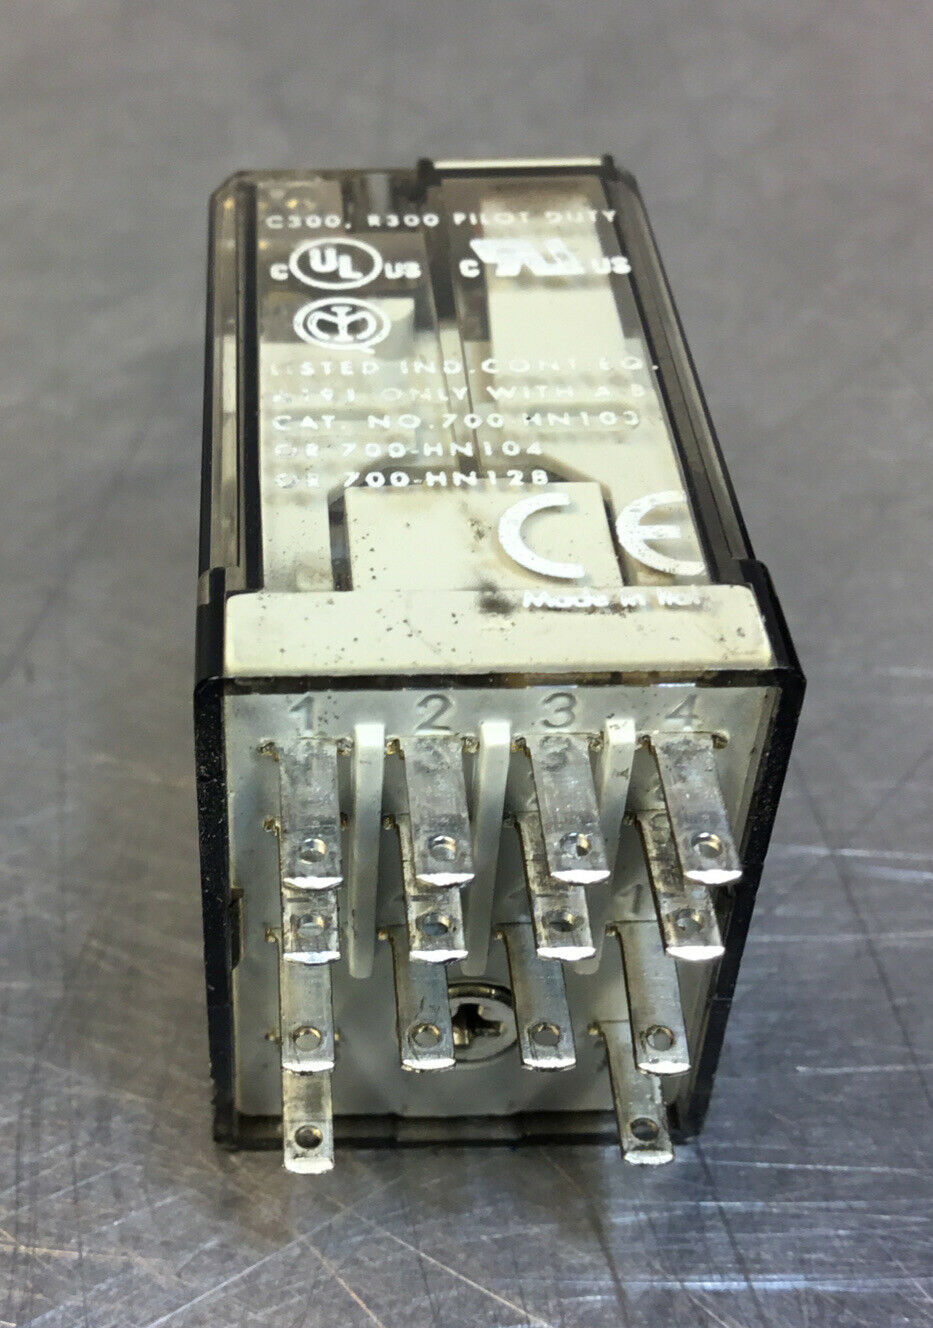 C300, R300 PILOT DUTY
C UL US C RU US
LISTED IND. CONT. EQ.
ONLY WITH A-B
CAT. NO. 700-HN103
OR 700-HN104
OR 700-HN128
CE
Made in Italy
1 2 3 4